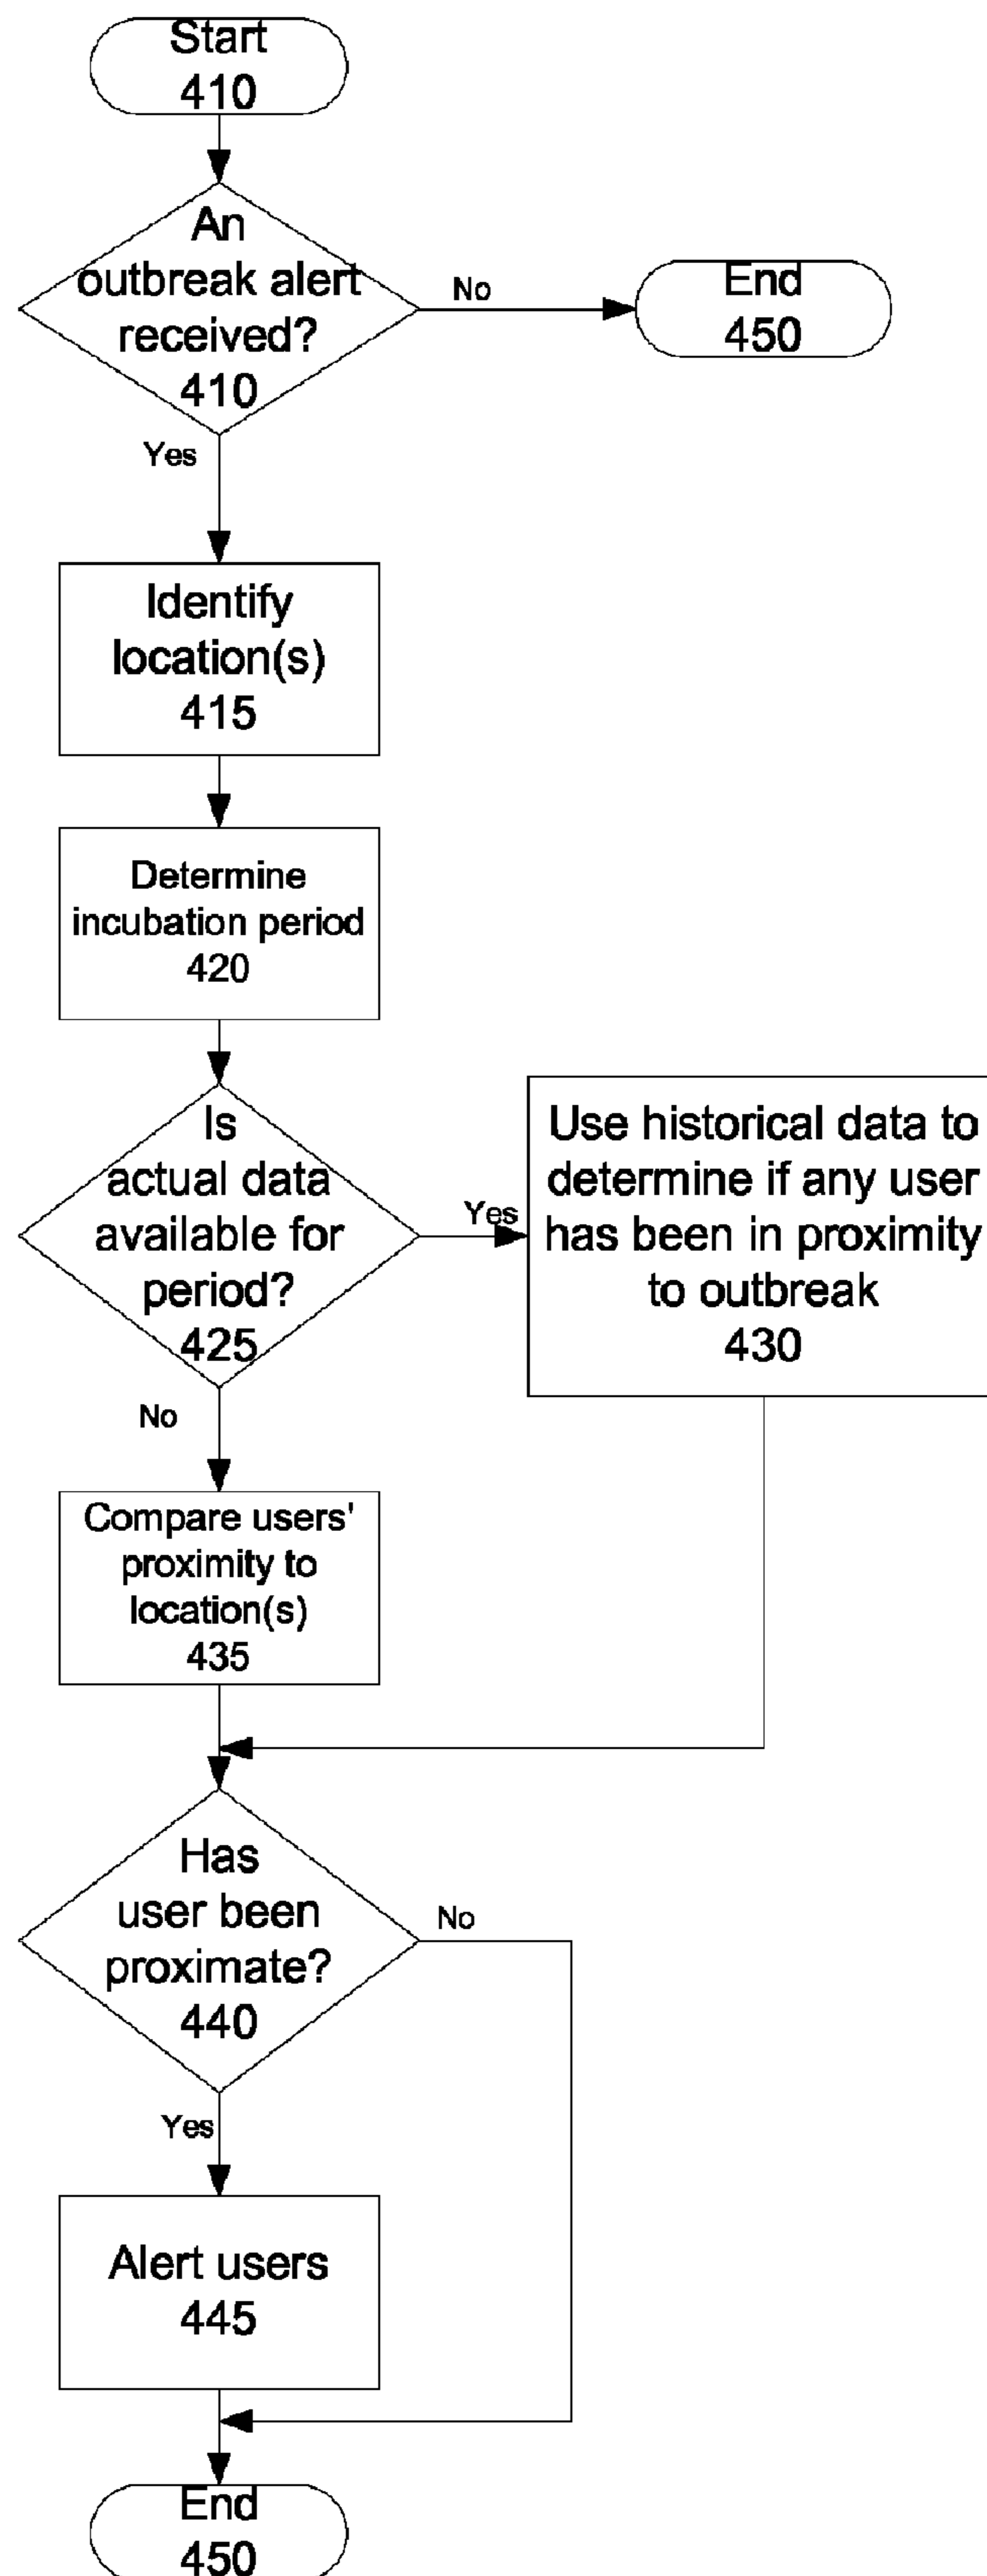 Start
410
An
outbreak alert
received?
410
No
End
450
Yes
Identify
location(s)
415
Determine
incubation period
420
Is
actual data
available for
period?
425
Yes
Use historical data to
determine if any user
has been in proximity
to outbreak
430
No
Compare users'
proximity to
location(s)
435
Has
user been
proximate?
440
No
Yes
Alert users
445
End
450